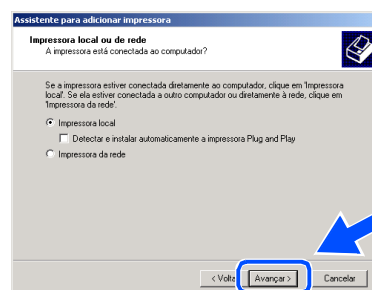 Assistente para adicionar impressora
Impressora local ou de rede
A impressora está conectada ao computador?
Se a impressora estiver conectada diretamente ao computador, clique em 'Impressora
local'. Se ela estiver conectada a outro computador ou diretamente à rede, clique em
'Impressora da rede'.
Impressora local
Detectar e instalar automaticamente a impressora Plug and Play
Impressora da rede
< Volta Avançar > Cancelar